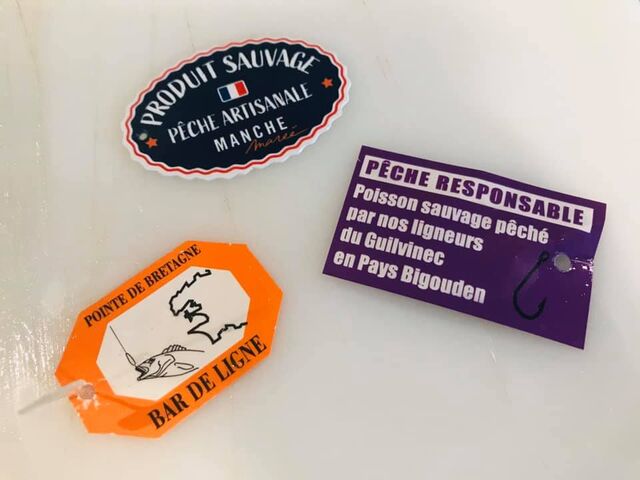 PRODUIT SAUVAGE
PÊCHE ARTISANALE
MANCHE
marée
PÊCHE RESPONSABLE
Poisson sauvage pêché
par nos ligneurs
du Guilvinec
en Pays Bigouden
POINTE DE BRETAGNE
BAR DE LIGNE